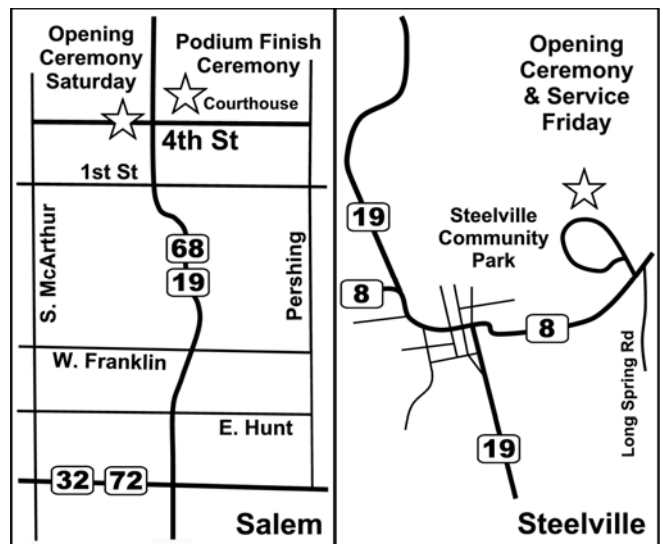 Opening
Ceremony
Saturday
Podium Finish
Ceremony
Courthouse
4th St
1st St
68
19
S. McArthur
Pershing
W. Franklin
E. Hunt
32
72
Salem
Opening
Ceremony
& Service
Friday
19
Steelville
Community
Park
8
8
Long Spring Rd
19
Steelville